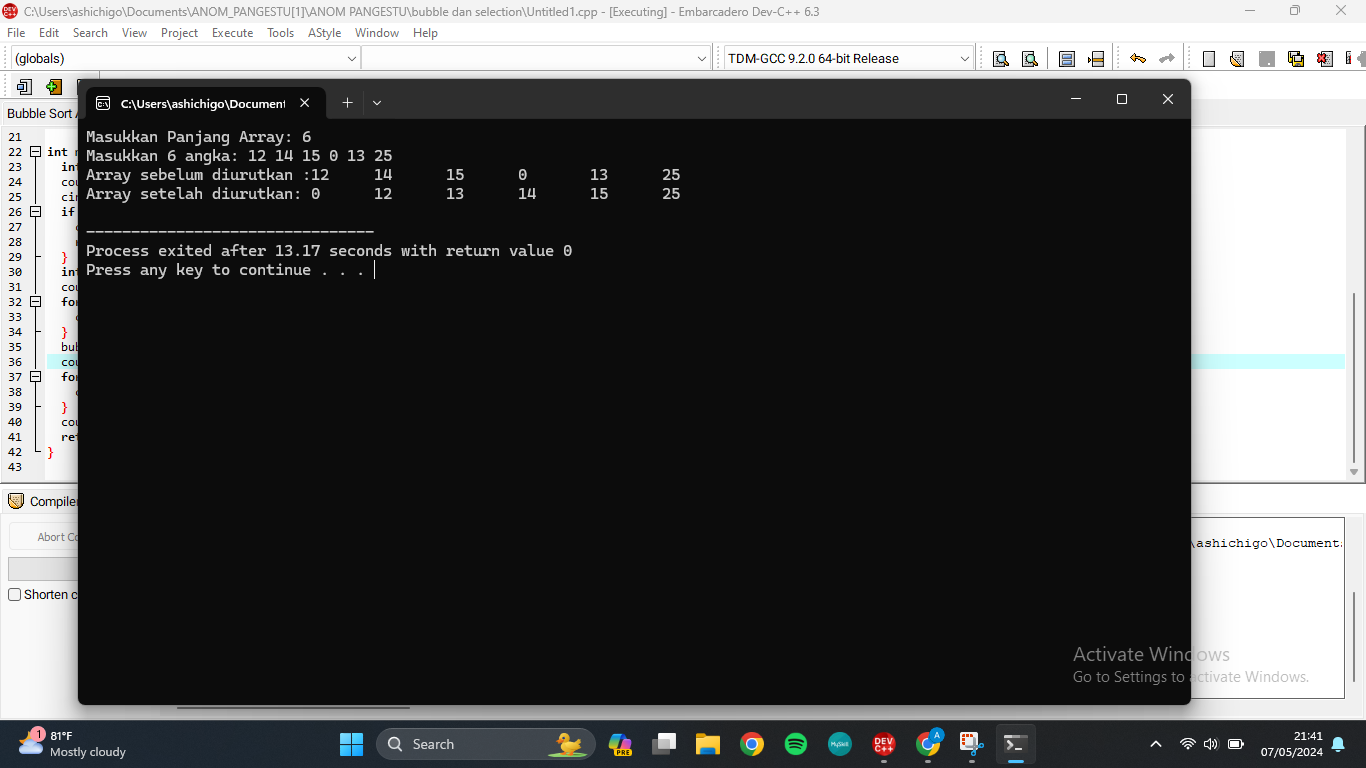 C:\Users\ashichigo\Documents\ANOM_PANGESTU[1]\ANOM PANGESTU\bubble dan selection\Untitled1.cpp - [Executing] - Embarcadero Dev-C++ 6.3
File Edit Search View Project Execute Tools AStyle Window Help
(globals)
TDM-GCC 9.2.0 64-bit Release
Bubble Sort
C:\Users\ashichigo\Document
Masukkan Panjang Array: 6
Masukkan 6 angka: 12 14 15 0 13 25
Array sebelum diurutkan :12 14 15 0 13 25
Array setelah diurutkan: 0 12 13 14 15 25
--------------------------------
Process exited after 13.17 seconds with return value 0
Press any key to continue . . .
21
22 int
23 int
24 cou
25 cin
26 if
27
28
29 }
30 int
31 cou
32 for
33
34 }
35 bub
36 cou
37 for
38
39 }
40 cou
41 ret
42 }
43
Compiler
Abort Co
Shorten c
\ashichigo\Document
Activate Windows
Go to Settings to activate Windows.
1
81°F
Mostly cloudy
Search
PRE
MySkill
DEV C++
A
21:41
07/05/2024